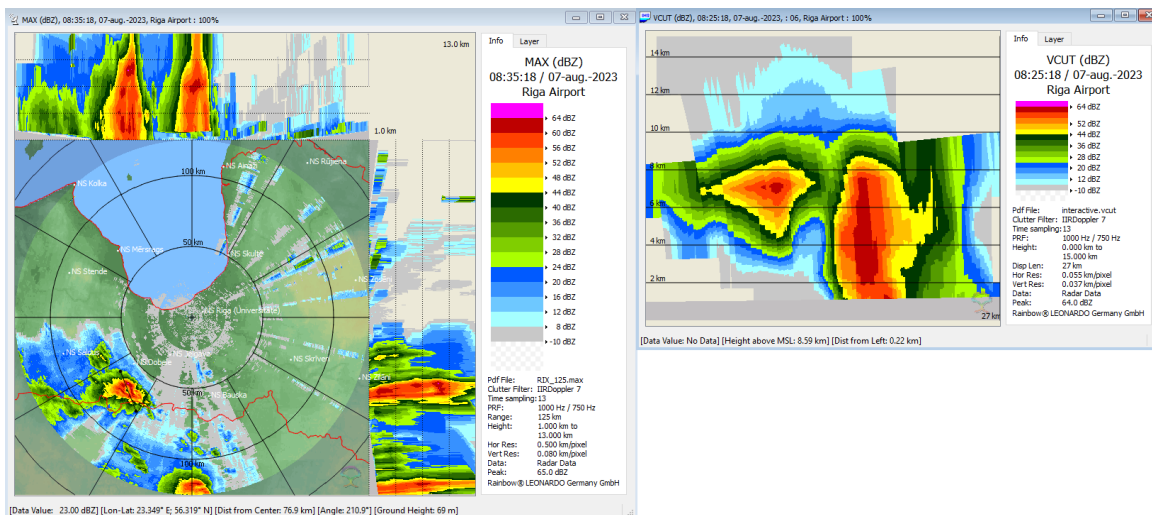 MAX (dBZ), 08:35:18, 07-aug.-2023, Riga Airport : 100%
13.0 km
1.0 km
NS Ainaži
NS Rūjiena
100 km
NS Kolka
50 km
NS Skulte
NS Mērsrags
NS Stende
NS Rīga (Universitāte)
NS Saldus
NS Dobele
NS Jelgava
NS Skrīveri
50 km
NS Bauska
100 km
Info
Layer
MAX (dBZ)
08:35:18 / 07-aug.-2023
Riga Airport
64 dBZ
60 dBZ
56 dBZ
52 dBZ
48 dBZ
44 dBZ
40 dBZ
36 dBZ
32 dBZ
28 dBZ
24 dBZ
20 dBZ
16 dBZ
12 dBZ
8 dBZ
-10 dBZ
Pdf File: RIX_125.max
Clutter Filter: IIRDoppler 7
Time sampling:13
PRF: 1000 Hz / 750 Hz
Range: 125 km
Height: 1.000 km to
13.000 km
Hor Res: 0.500 km/pixel
Vert Res: 0.080 km/pixel
Data: Radar Data
Peak: 65.0 dBZ
Rainbow® LEONARDO Germany GmbH
[Data Value: 23.00 dBZ] [Lon-Lat: 23.349° E; 56.319° N] [Dist from Center: 76.9 km] [Angle: 210.9°] [Ground Height: 69 m]
VCUT (dBZ), 08:25:18, 07-aug.-2023, : 06, Riga Airport : 100%
14 km
12 km
10 km
8 km
6 km
4 km
2 km
27 km
Info
Layer
VCUT (dBZ)
08:25:18 / 07-aug.-2023
Riga Airport
64 dBZ
52 dBZ
44 dBZ
36 dBZ
28 dBZ
20 dBZ
12 dBZ
-10 dBZ
Pdf File: interactive.vcut
Clutter Filter: IIRDoppler 7
Time sampling:13
PRF: 1000 Hz / 750 Hz
Height: 0.000 km to
15.000 km
Disp Len: 27 km
Hor Res: 0.055 km/pixel
Vert Res: 0.037 km/pixel
Data: Radar Data
Peak: 64.0 dBZ
Rainbow® LEONARDO Germany GmbH
[Data Value: No Data] [Height above MSL: 8.59 km] [Dist from Left: 0.22 km]